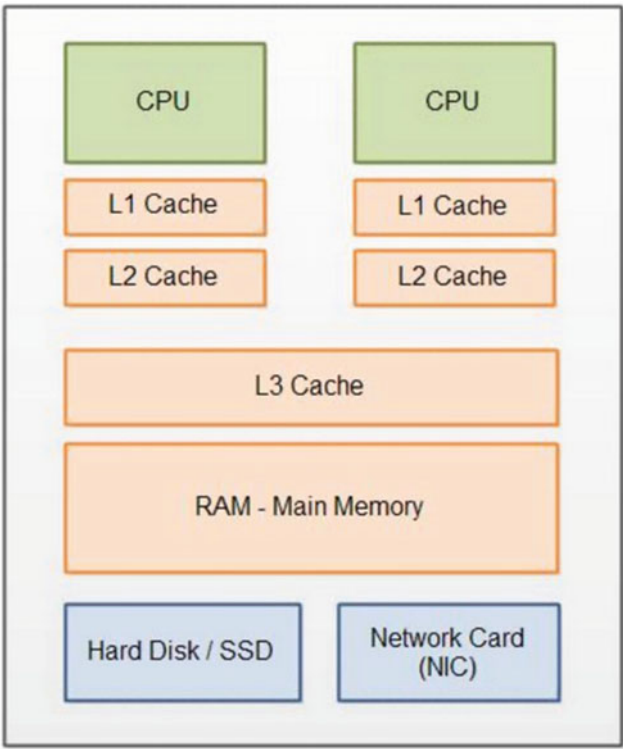 CPU
CPU
L1 Cache
L1 Cache
L2 Cache
L2 Cache
L3 Cache
RAM - Main Memory
Hard Disk / SSD
Network Card
(NIC)